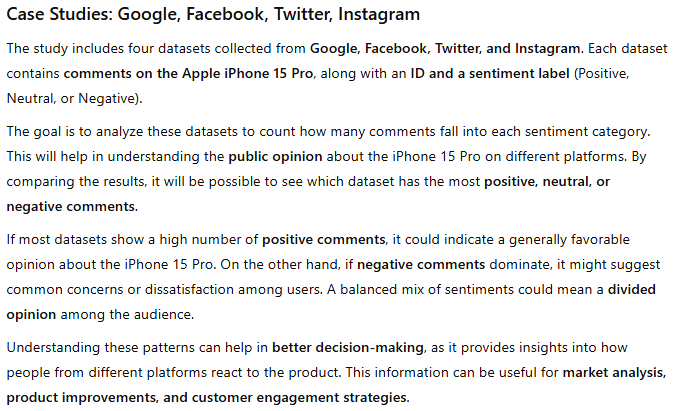 Case Studies: Google, Facebook, Twitter, Instagram
The study includes four datasets collected from Google, Facebook, Twitter, and Instagram. Each dataset
contains comments on the Apple iPhone 15 Pro, along with an ID and a sentiment label (Positive,
Neutral, or Negative).
The goal is to analyze these datasets to count how many comments fall into each sentiment category.
This will help in understanding the public opinion about the iPhone 15 Pro on different platforms. By
comparing the results, it will be possible to see which dataset has the most positive, neutral, or
negative comments.
If most datasets show a high number of positive comments, it could indicate a generally favorable
opinion about the iPhone 15 Pro. On the other hand, if negative comments dominate, it might suggest
common concerns or dissatisfaction among users. A balanced mix of sentiments could mean a divided
opinion among the audience.
Understanding these patterns can help in better decision-making, as it provides insights into how
people from different platforms react to the product. This information can be useful for market analysis,
product improvements, and customer engagement strategies.